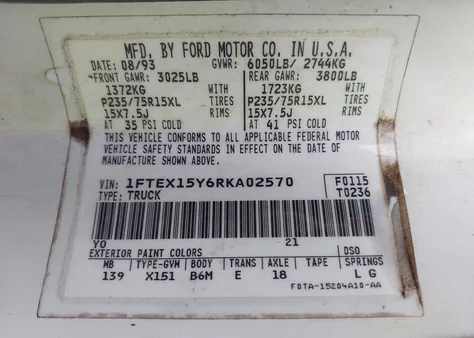 MFD. BY FORD MOTOR CO. IN U.S.A.
DATE: 08/93 GVWR: 6050LB/ 2744KG
FRONT GAWR: 3025LB REAR GAWR: 3800LB
1372KG WITH 1723KG WITH
P235/75R15XL TIRES P235/75R15XL TIRES
15X7.5J RIMS 15X7.5J RIMS
AT 35 PSI COLD AT 41 PSI COLD
THIS VEHICLE CONFORMS TO ALL APPLICABLE FEDERAL MOTOR
VEHICLE SAFETY STANDARDS IN EFFECT ON THE DATE OF
MANUFACTURE SHOWN ABOVE.
VIN: 1FTEX15Y6RKA02570 F0115
TYPE: TRUCK T0236
YO 21
EXTERIOR PAINT COLORS DSO
WB TYPE-GVM BODY TRANS AXLE TAPE SPRINGS
139 X151 B6M E 18 L G
F0TA-15204A10-AA